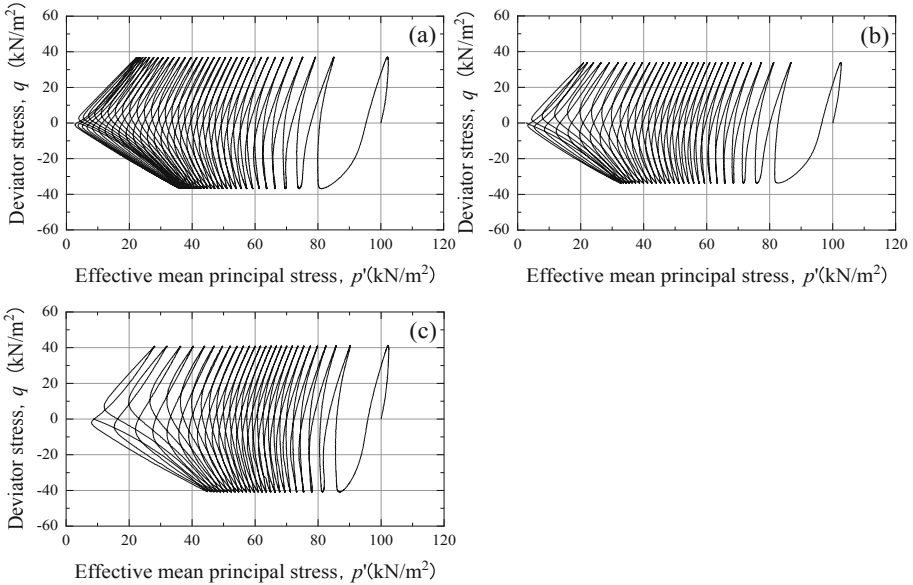 (a)
Deviator stress, q (kN/m²)
60
40
20
0
-20
-40
-60
0 20 40 60 80 100 120
Effective mean principal stress, p'(kN/m²)
(b)
Deviator stress, q (kN/m²)
60
40
20
0
-20
-40
-60
0 20 40 60 80 100 120
Effective mean principal stress, p'(kN/m²)
(c)
Deviator stress, q (kN/m²)
60
40
20
0
-20
-40
-60
0 20 40 60 80 100 120
Effective mean principal stress, p'(kN/m²)